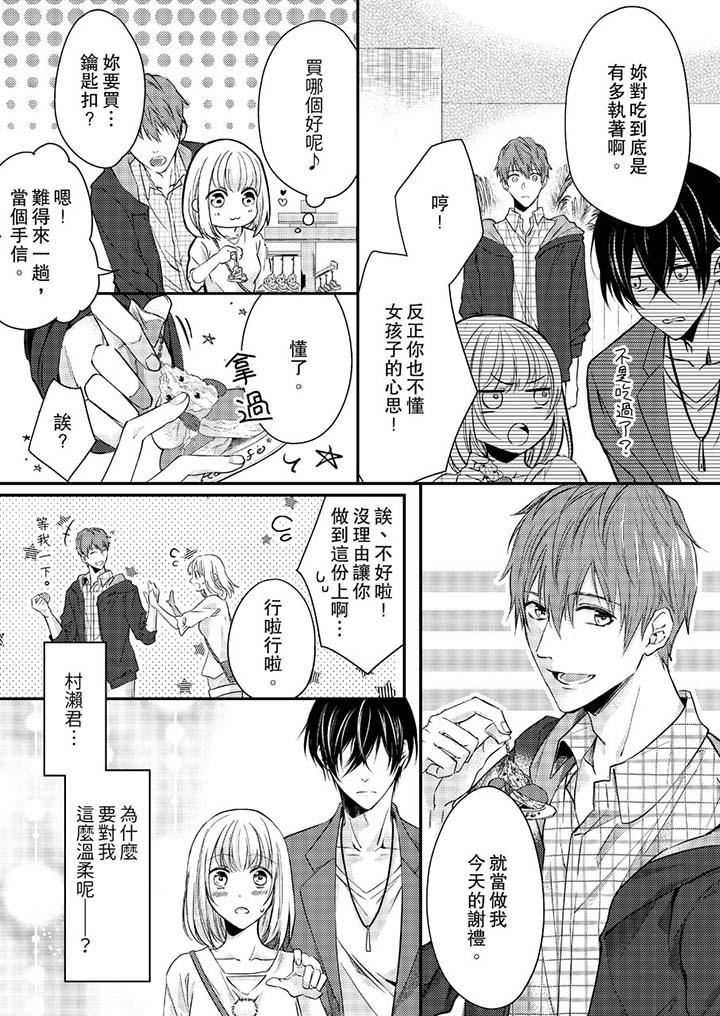 妳對吃到底是
有多執著啊。
不是吃過了？
哼！
反正你也不懂
女孩子的心思！
買哪個好呢♪
妳要買…
鑰匙扣？
嗯！
難得來一趟，
當個手信。
懂了。
拿過
誒？
就當做我
今天的謝禮。
誒、不好啦！
沒理由讓你
做到這份上啊…
行啦行啦。
等我一下。
村瀨君…
為什麼
要對我
這麼溫柔呢——？